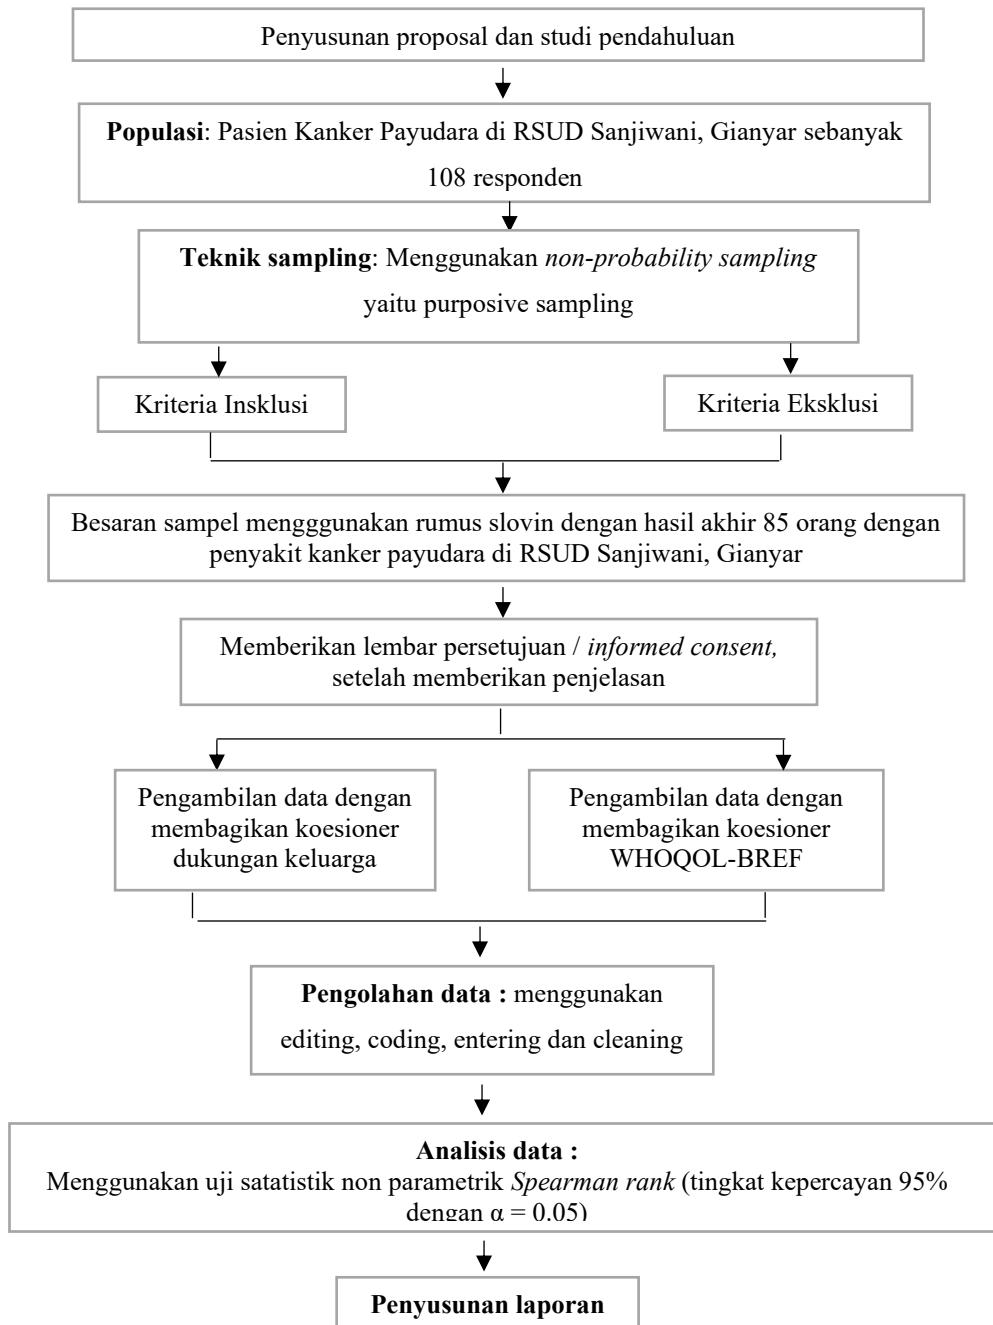 Penyusunan proposal dan studi pendahuluan
Populasi: Pasien Kanker Payudara di RSUD Sanjiwani, Gianyar sebanyak
108 responden
Teknik sampling: Menggunakan non-probability sampling
yaitu purposive sampling
Kriteria Insklusi
Kriteria Eksklusi
Besaran sampel mengggunakan rumus slovin dengan hasil akhir 85 orang dengan
penyakit kanker payudara di RSUD Sanjiwani, Gianyar
Memberikan lembar persetujuan / informed consent,
setelah memberikan penjelasan
Pengambilan data dengan
membagikan koesioner
dukungan keluarga
Pengambilan data dengan
membagikan koesioner
WHOQOL-BREF
Pengolahan data : menggunakan
editing, coding, entering dan cleaning
Analisis data :
Menggunakan uji satatistik non parametrik Spearman rank (tingkat kepercayan 95%
dengan α = 0.05)
Penyusunan laporan